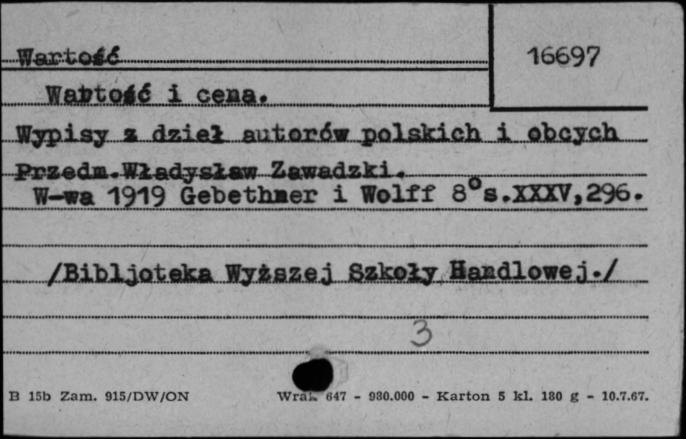 Wartość
16697
Wartość i cena.
Wypisy z dzieł autorów polskich i obcych
Przedm.Władysław Zawadzki.
W-wa 1919 Gebethner i Wolff 8°s.XXXV,296.
/Bibljoteka Wyższej Szkoły Handlowej./
3
B 15b Zam. 915/DW/ON
647 - 980.000 - Karton 5 kl. 180 g - 10.7.67.